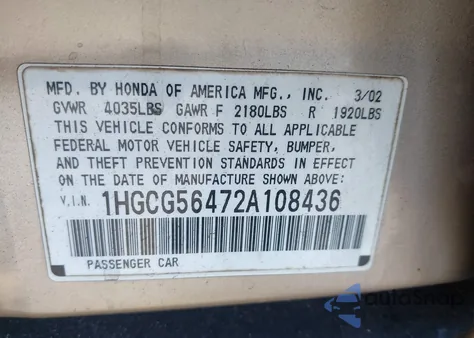 MFD. BY HONDA OF AMERICA MFG., INC. 3/02
GVWR 4035LBS GAWR F 2180LBS R 1920LBS
THIS VEHICLE CONFORMS TO ALL APPLICABLE
FEDERAL MOTOR VEHICLE SAFETY, BUMPER,
AND THEFT PREVENTION STANDARDS IN EFFECT
ON THE DATE OF MANUFACTURE SHOWN ABOVE:
V.I.N. 1HGCG56472A108436
PASSENGER CAR
autoSnap